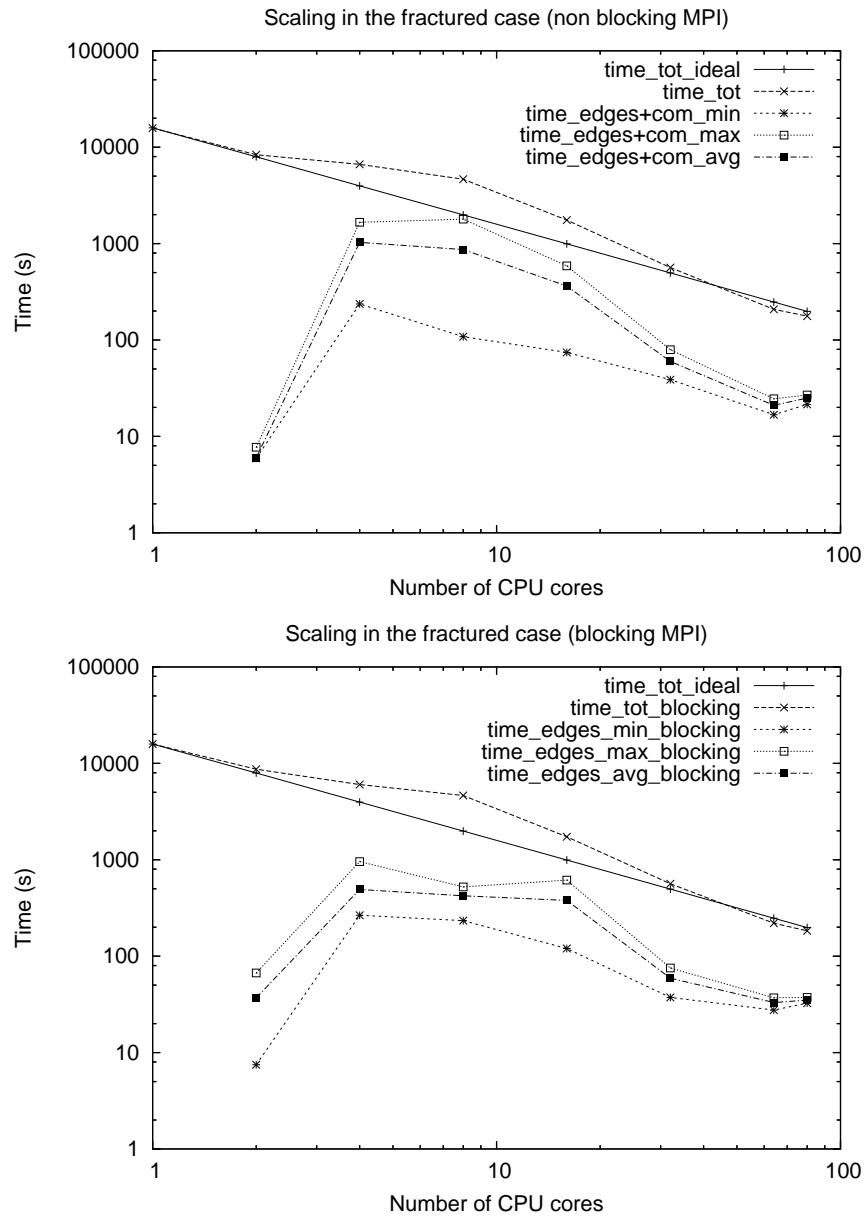 Scaling in the fractured case (non blocking MPI)
100000
10000
1000
100
10
1
Time (s)
time_tot_ideal
time_tot
time_edges+com_min
time_edges+com_max
time_edges+com_avg
1
10
100
Number of CPU cores
Scaling in the fractured case (blocking MPI)
100000
10000
1000
100
10
1
Time (s)
time_tot_ideal
time_tot_blocking
time_edges_min_blocking
time_edges_max_blocking
time_edges_avg_blocking
1
10
100
Number of CPU cores